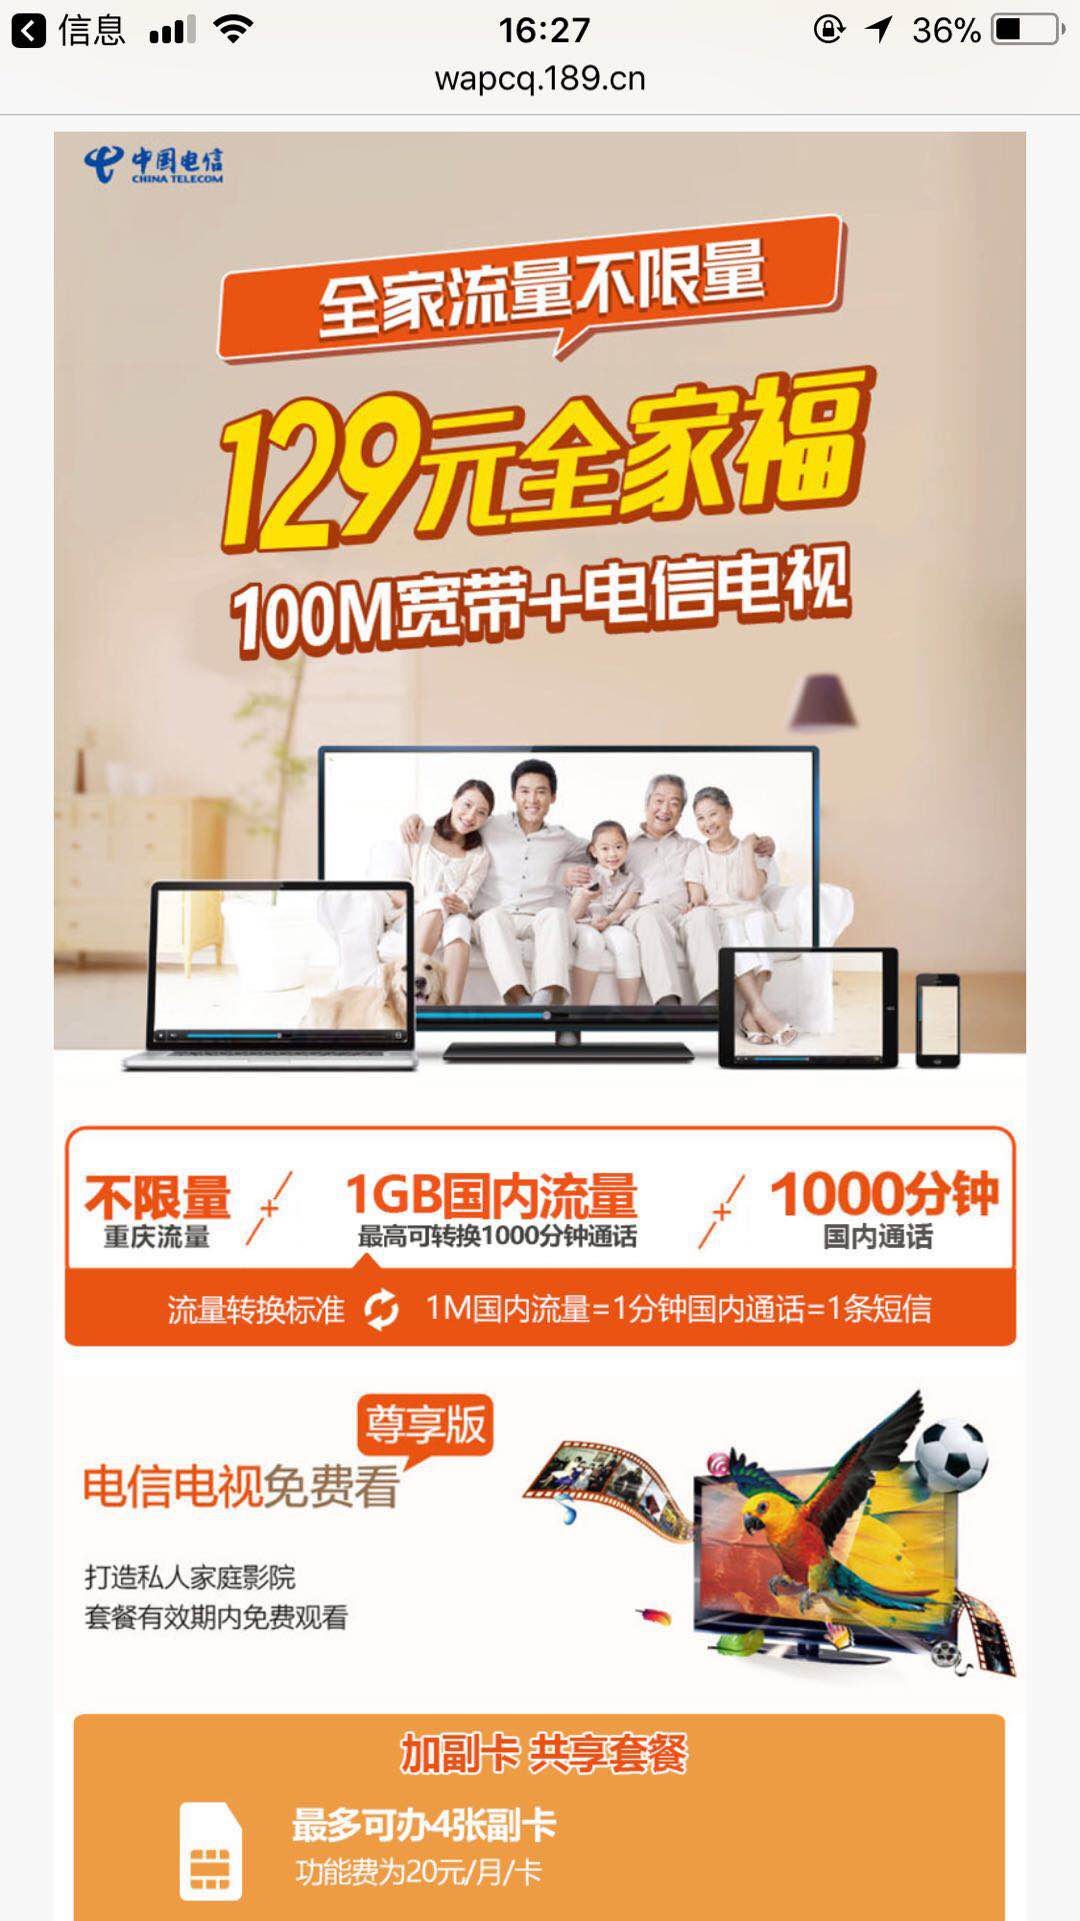 信息
16:27
36%
wapcq.189.cn
中国电信
CHINA TELECOM
全家流量不限量
129元全家福
100M宽带+电信电视
不限量
重庆流量
+
1GB国内流量
最高可转换1000分钟通话
+
1000分钟
国内通话
流量转换标准 1M国内流量=1分钟国内通话=1条短信
尊享版
电信电视免费看
打造私人家庭影院
套餐有效期内免费观看
加副卡 共享套餐
最多可办4张副卡
功能费为20元/月/卡